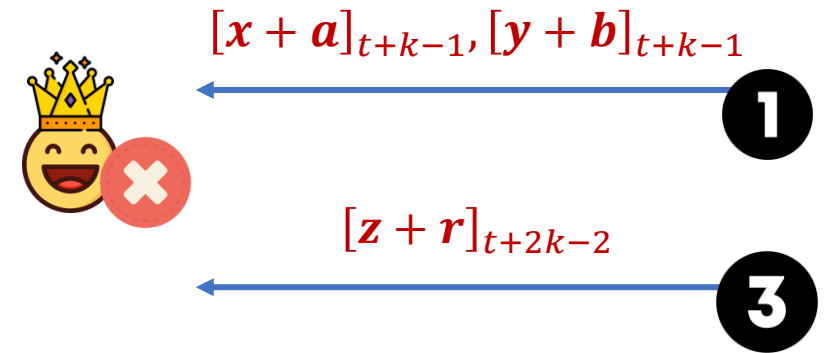 [x + a]_{t+k−1}, [y + b]_{t+k−1}
1
[z + r]_{t+2k−2}
3